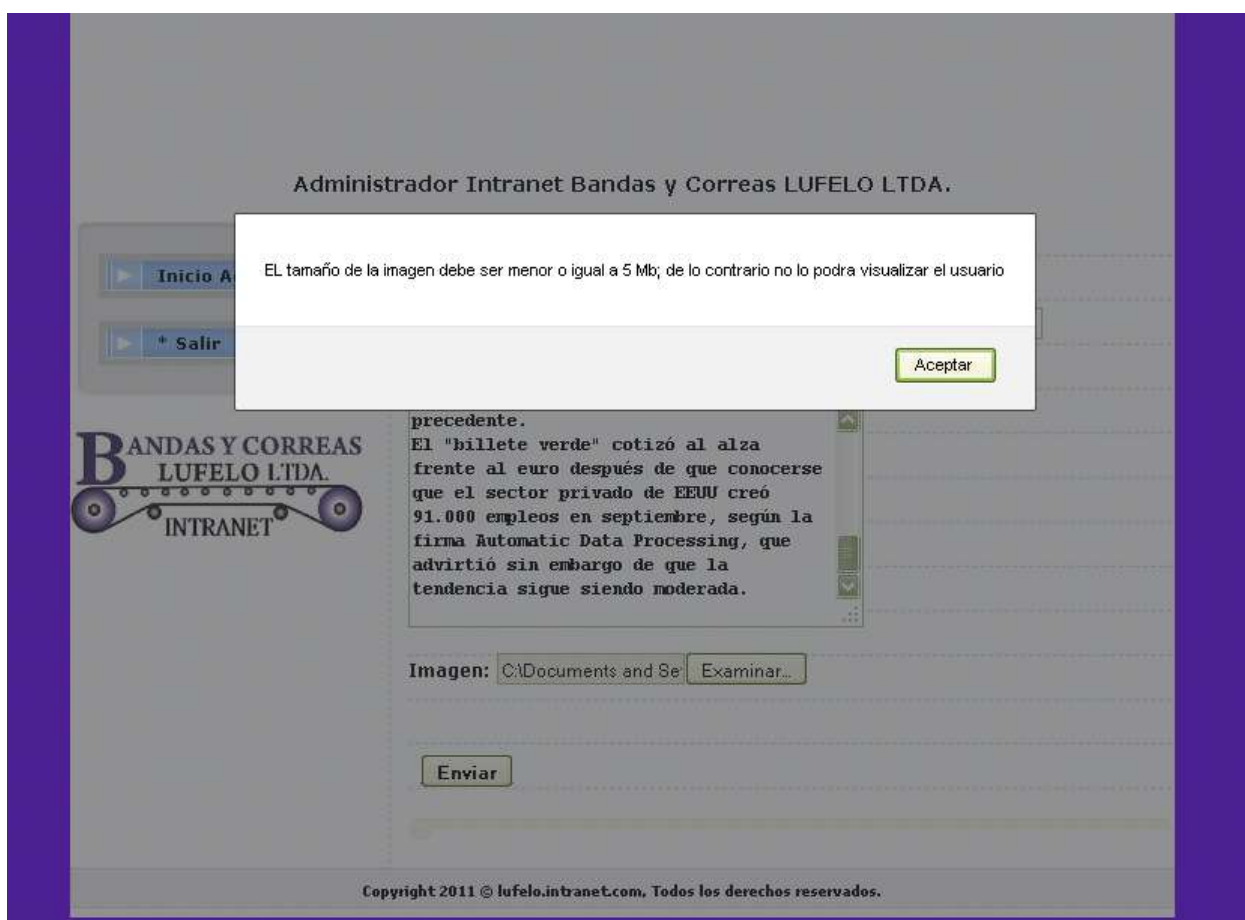 Administrador Intranet Bandas y Correas LUFELO LTDA.
EL tamaño de la imagen debe ser menor o igual a 5 Mb; de lo contrario no lo podra visualizar el usuario
Aceptar
Inicio A
* Salir
BANDAS Y CORREAS
LUFELO LTDA.
INTRANET
precedente.
El "billete verde" cotizó al alza
frente al euro después de que conocerse
que el sector privado de EEUU creó
91.000 empleos en septiembre, según la
firma Automatic Data Processing, que
advirtió sin embargo de que la
tendencia sigue siendo moderada.
Imagen: C:\Documents and Se Examinar...
Enviar
Copyright 2011 © lufelo.intranet.com, Todos los derechos reservados.